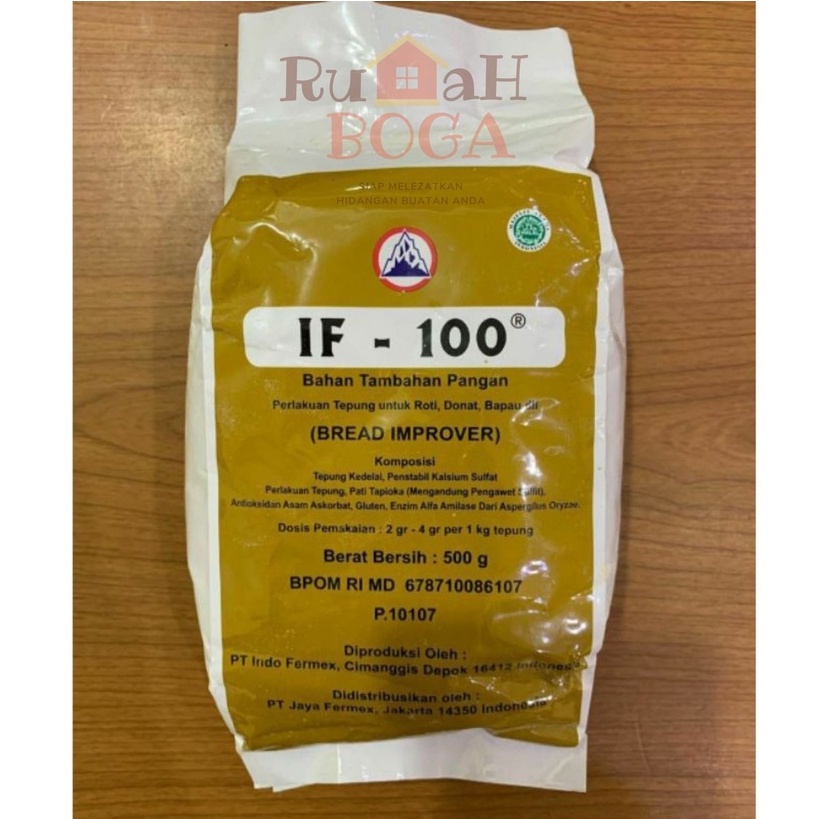 RumaH
BOGA
SIAP MELEZATKAN
HIDANGAN BUATAN ANDA
IF - 100®
Bahan Tambahan Pangan
Perlakuan Tepung untuk Roti, Donat, Bapau dll
(BREAD IMPROVER)
Komposisi
Tepung Kedelai, Penstabil Kalsium Sulfat
Perlakuan Tepung, Pati Tapioka (Mengandung Pengawet Sulfit),
Antioksidan Asam Askorbat, Gluten, Enzim Alfa Amilase Dari Aspergilus Oryzae.
Dosis Pemakaian : 2 gr - 4 gr per 1 kg tepung
Berat Bersih : 500 g
BPOM RI MD 678710086107
P.10107
Diproduksi Oleh :
PT Indo Fermex, Cimanggis Depok 16412 Indonesia
Didistribusikan oleh :
PT Jaya Fermex, Jakarta 14350 Indonesia